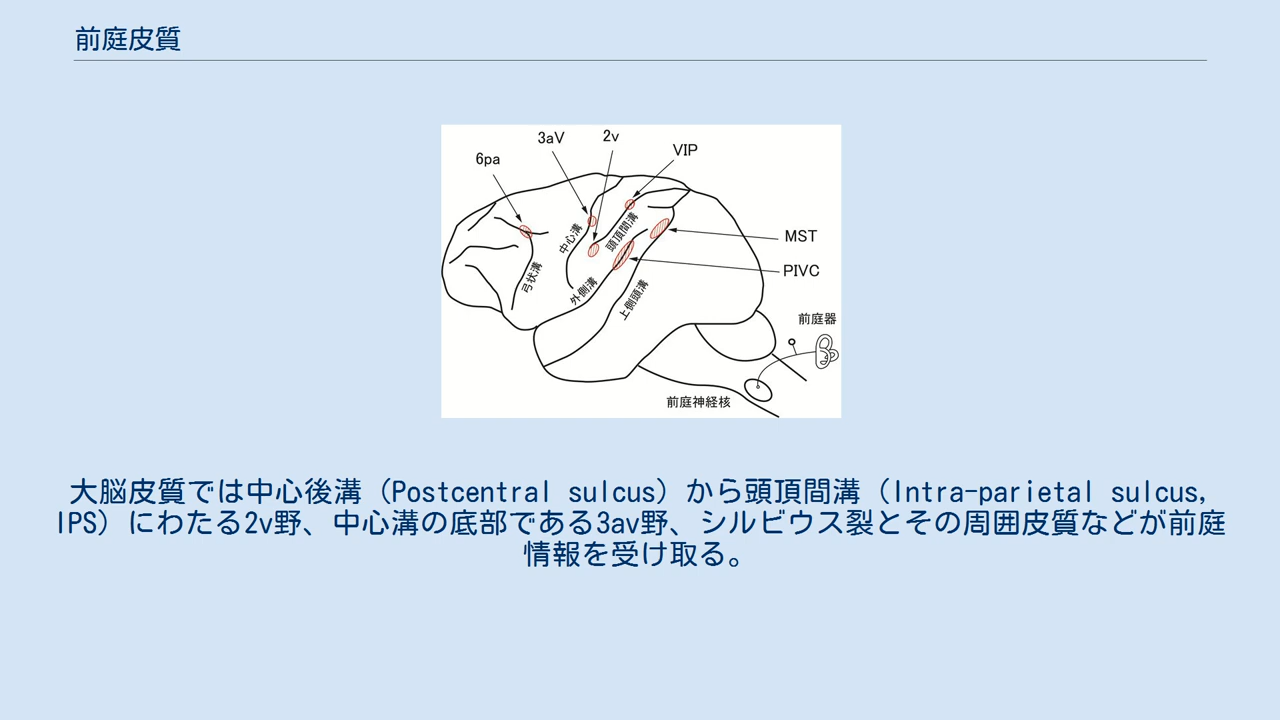 前庭皮質
3aV
2v
VIP
6pa
中心溝
頭頂間溝
MST
PIVC
弓状溝
外側溝
上側頭溝
前庭器
前庭神経核
大脳皮質では中心後溝（Postcentral sulcus）から頭頂間溝（Intra-parietal sulcus,
IPS）にわたる2v野、中心溝の底部である3av野、シルビウス裂とその周囲皮質などが前庭
情報を受け取る。